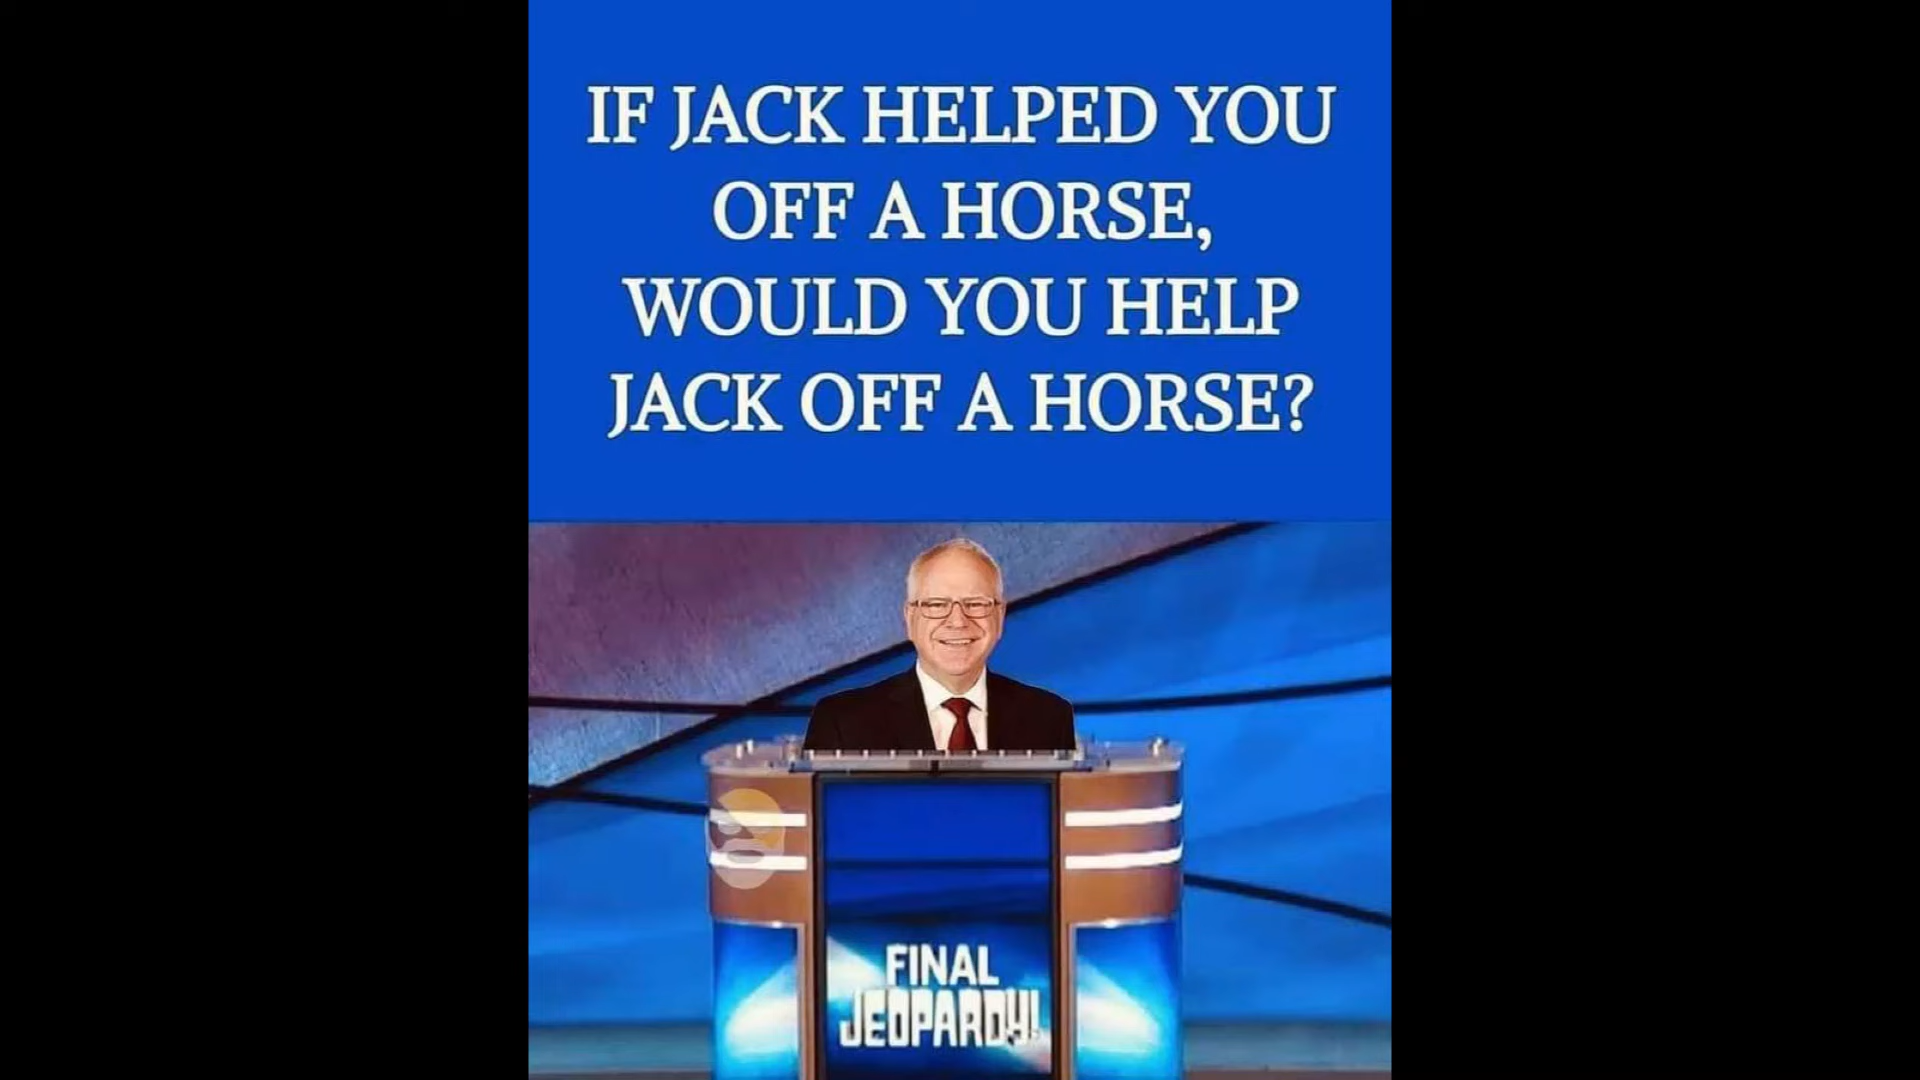 IF JACK HELPED YOU
OFF A HORSE,
WOULD YOU HELP
JACK OFF A HORSE?
FINAL
JEOPARDY!